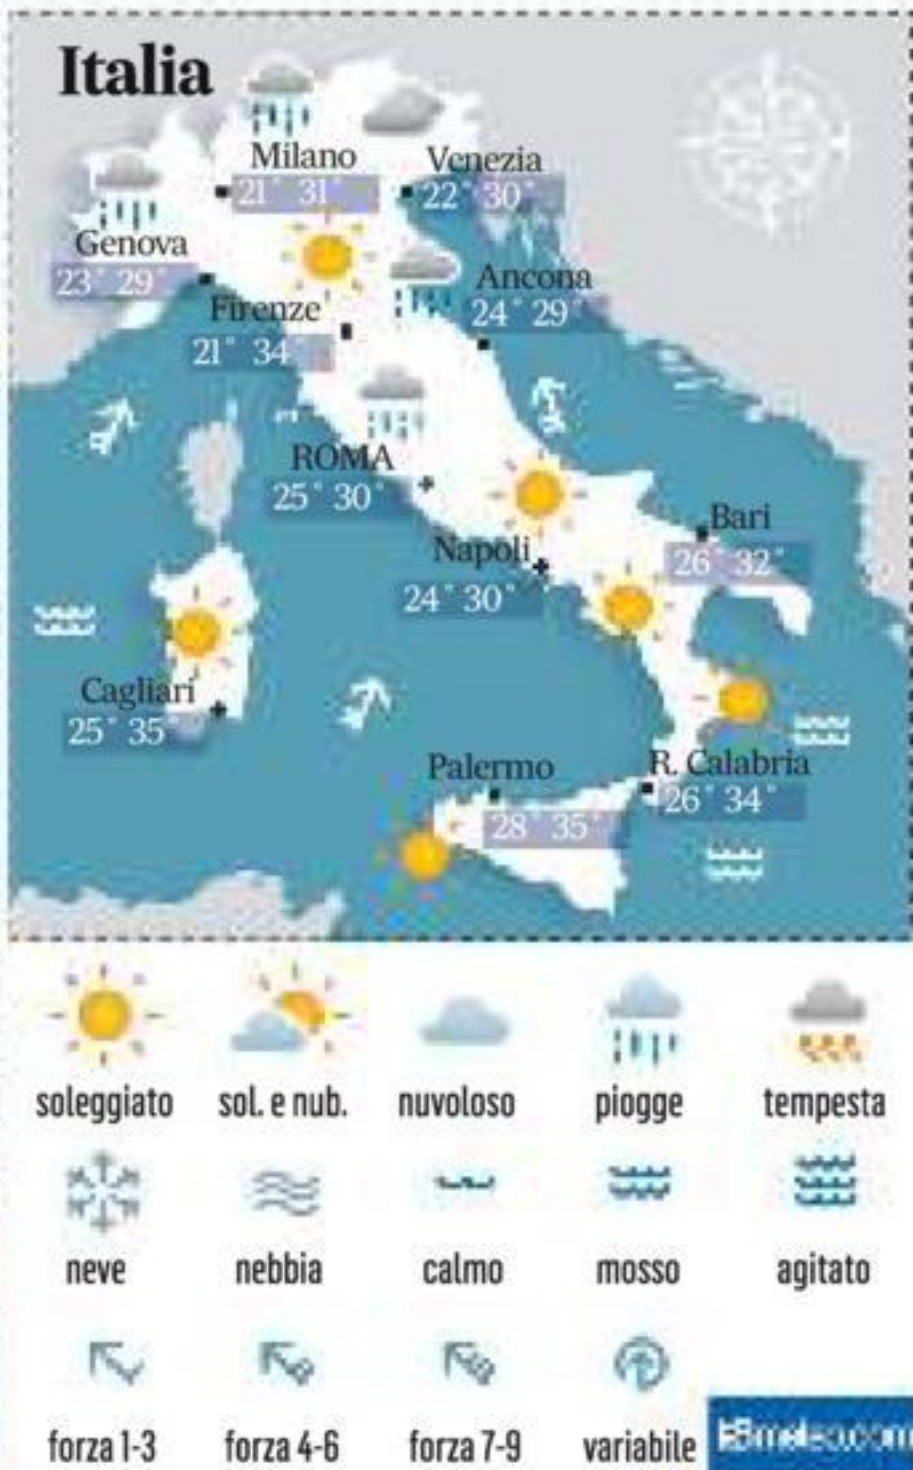 Italia
Milano
21° 31°
Venezia
22° 30°
Genova
23° 29°
Ancona
24° 29°
Firenze
21° 34°
ROMA
25° 30°
Bari
26° 32°
Napoli
24° 30°
Cagliari
25° 35°
Palermo
28° 35°
R. Calabria
26° 34°
soleggiato sol. e nub. nuvoloso piogge tempesta
neve nebbia calmo mosso agitato
forza 1-3 forza 4-6 forza 7-9 variabile